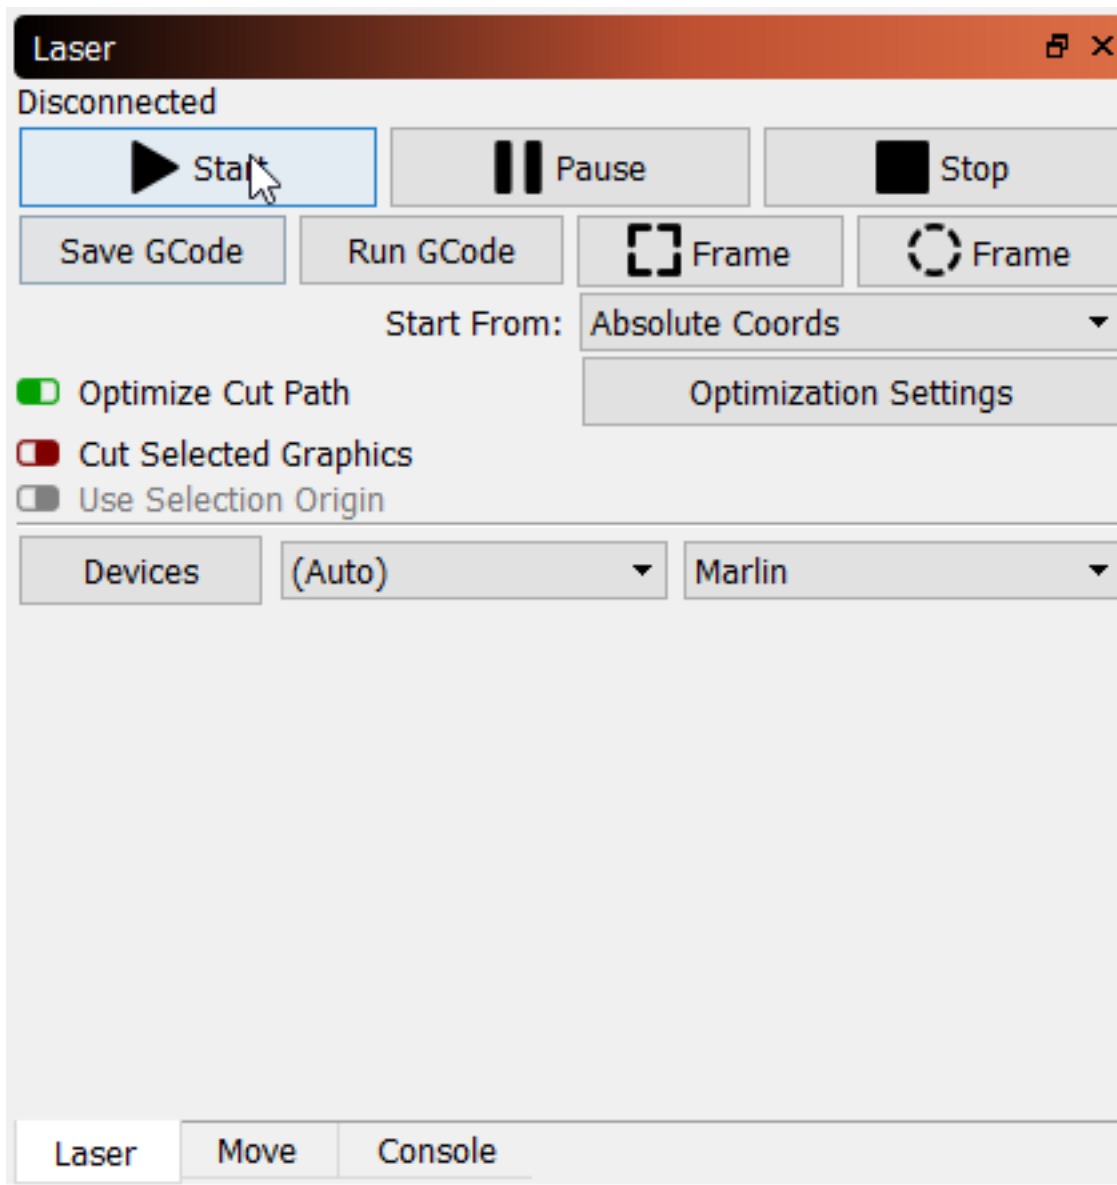 Laser
Disconnected
Start Pause Stop
Save GCode Run GCode Frame Frame
Start From: Absolute Coords
Optimize Cut Path Optimization Settings
Cut Selected Graphics
Use Selection Origin
Devices (Auto) Marlin
Laser Move Console